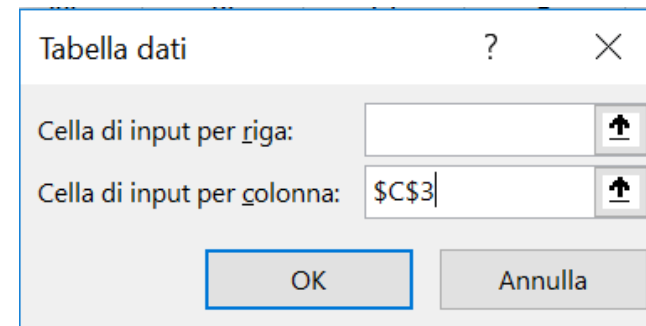 Tabella dati ?
Cella di input per riga:
Cella di input per colonna: $C$3
OK Annulla